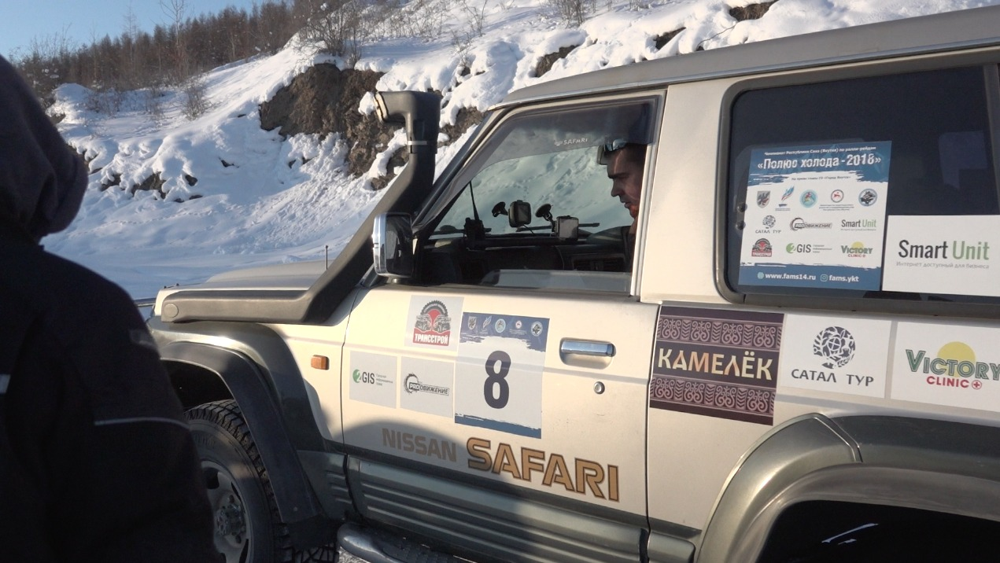 SAFARI
Чемпионат Республики Саха (Якутия) по ралли-рейдам
«Полюс холода - 2018»
САТАЛ ТУР
PROДВИЖЕНИЕ
Smart Unit
ТРАНССТРОЙ
2GIS
VICTORY
CLINIC
www.fams14.ru
fams.ykt
Smart Unit
Интернет доступный для бизнеса
ТРАНССТРОЙ
2GIS
PROДВИЖЕНИЕ
8
КАМЕЛЁК
САТАЛ ТУР
VICTORY
CLINIC
NISSAN SAFARI